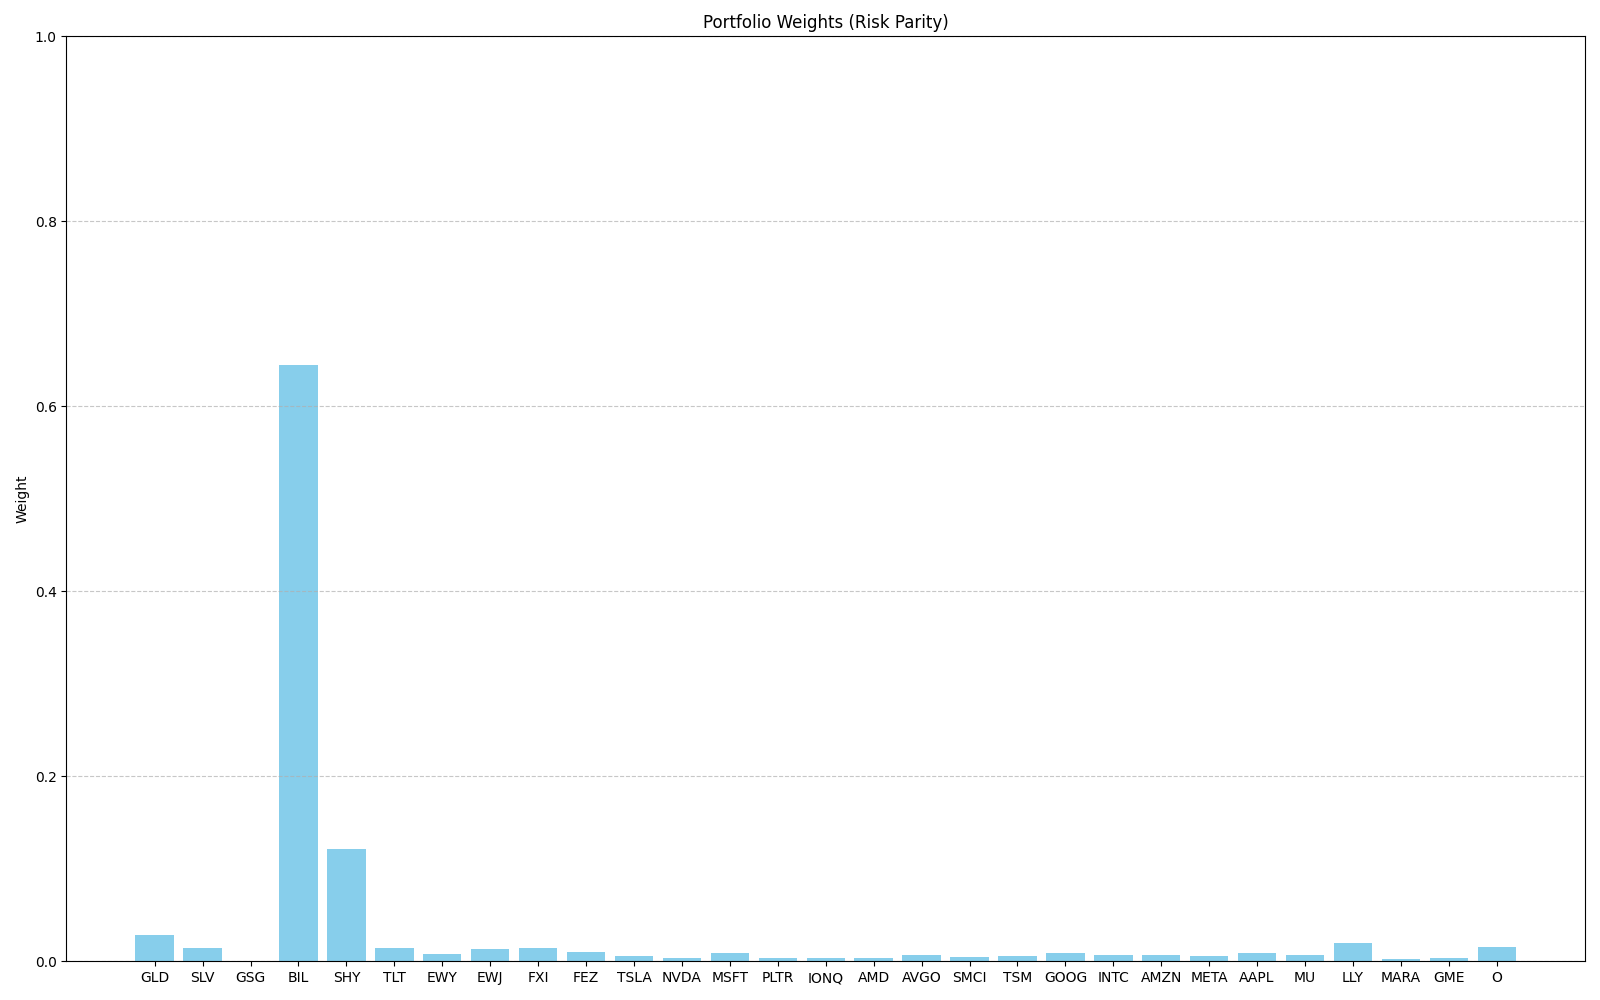 Portfolio Weights (Risk Parity)
1.0
0.8
0.6
0.4
0.2
0.0
Weight
GLD SLV GSG BIL SHY TLT EWY EWJ FXI FEZ TSLA NVDA MSFT PLTR IONQ AMD AVGO SMCI TSM GOOG INTC AMZN META AAPL MU LLY MARA GME O